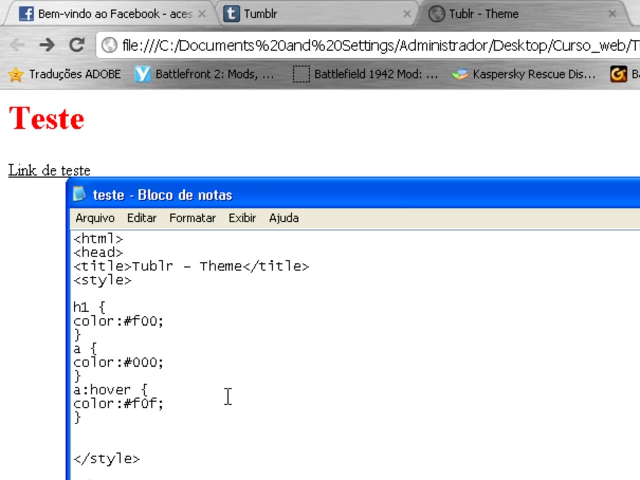 Bem-vindo ao Facebook - aces
Tumblr
Tublr - Theme
file:///C:/Documents%20and%20Settings/Administrador/Desktop/Curso_web/T
Traduções ADOBE
Battlefront 2: Mods, ...
Battlefield 1942 Mod: ...
Kaspersky Rescue Dis...
Teste
Link de teste
teste - Bloco de notas
Arquivo Editar Formatar Exibir Ajuda
<html>
<head>
<title>Tublr - Theme</title>
<style>
h1 {
color:#f00;
}
a {
color:#000;
}
a:hover {
color:#f0f;
}
</style>